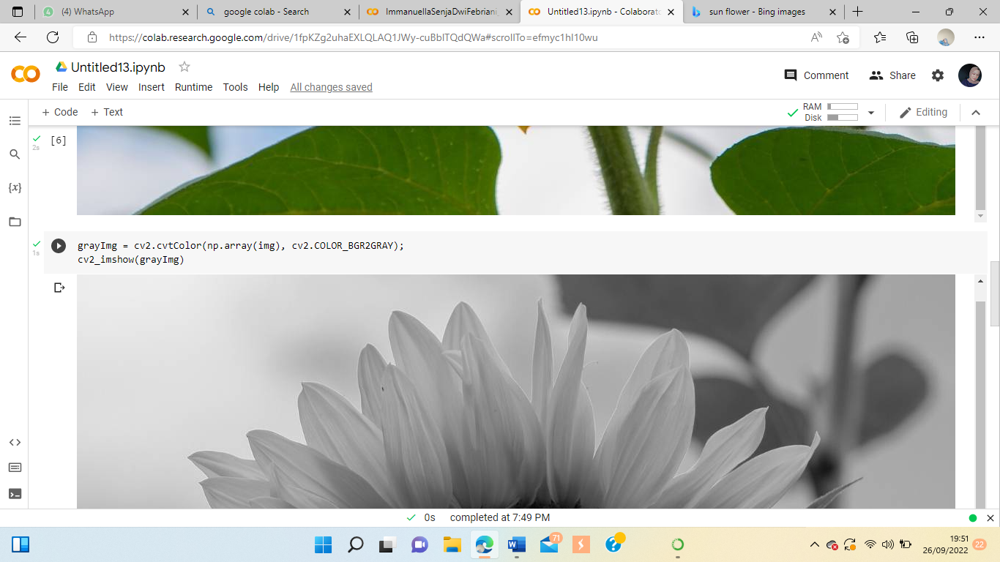 (4) WhatsApp
google colab - Search
ImmanuellaSenjaDwiFebriani_
Untitled13.ipynb - Colaborato
sun flower - Bing images
https://colab.research.google.com/drive/1fpKZg2uhaEXLQLAQ1JWy-cuBblTQdQWa#scrollTo=efmyc1hl10wu
Untitled13.ipynb
Comment
Share
File Edit View Insert Runtime Tools Help All changes saved
+ Code + Text
RAM
Disk
Editing
2s
[6]
{x}
1s
grayImg = cv2.cvtColor(np.array(img), cv2.COLOR_BGR2GRAY);
cv2_imshow(grayImg)
0s completed at 7:49 PM
71
19:51
26/09/2022
22